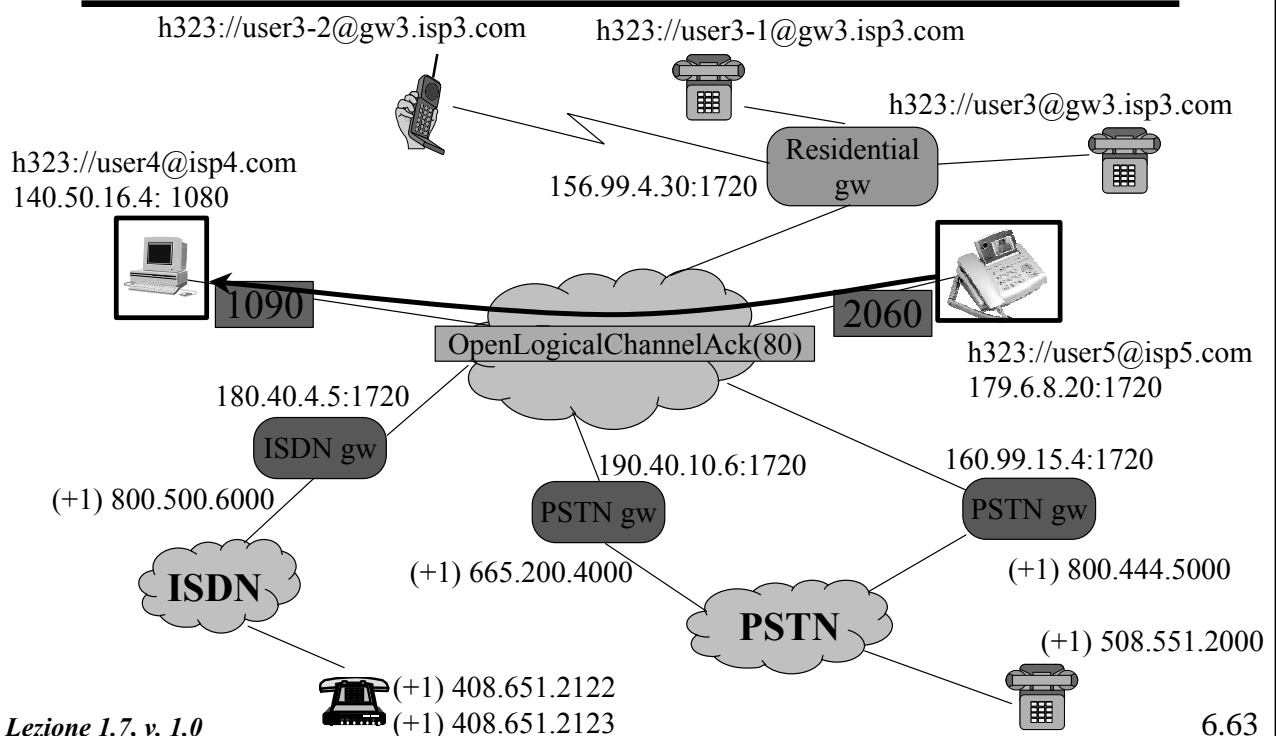 h323://user3-2@gw3.isp3.com
h323://user3-1@gw3.isp3.com
h323://user3@gw3.isp3.com
h323://user4@isp4.com
140.50.16.4: 1080
Residential
gw
156.99.4.30:1720
1090
2060
OpenLogicalChannelAck(80)
h323://user5@isp5.com
179.6.8.20:1720
180.40.4.5:1720
ISDN gw
190.40.10.6:1720
160.99.15.4:1720
(+1) 800.500.6000
PSTN gw
PSTN gw
(+1) 665.200.4000
(+1) 800.444.5000
ISDN
PSTN
(+1) 508.551.2000
(+1) 408.651.2122
(+1) 408.651.2123
Lezione 1.7, v. 1.0
6.63